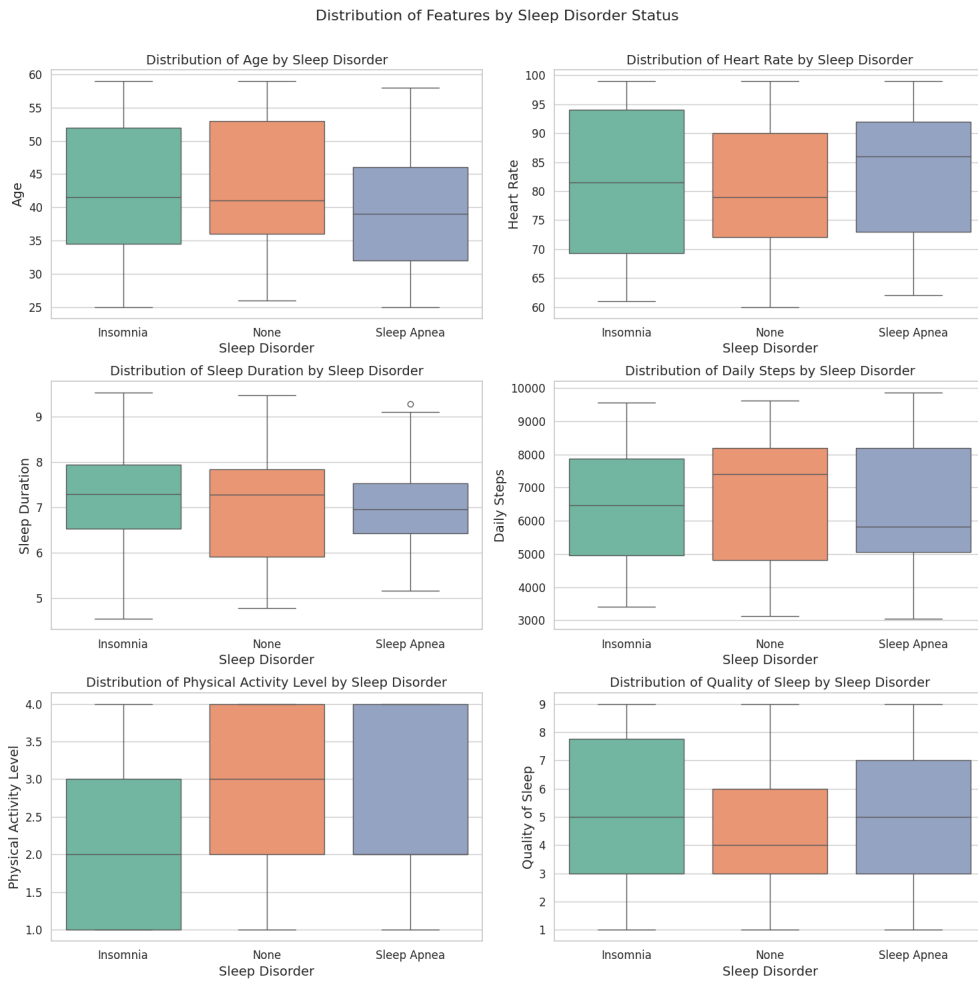 Distribution of Features by Sleep Disorder Status
Distribution of Age by Sleep Disorder
60
55
50
45
40
35
30
25
Age
Insomnia
None
Sleep Apnea
Sleep Disorder
Distribution of Heart Rate by Sleep Disorder
100
95
90
85
80
75
70
65
60
Heart Rate
Insomnia
None
Sleep Apnea
Sleep Disorder
Distribution of Sleep Duration by Sleep Disorder
9
8
7
6
5
Sleep Duration
Insomnia
None
Sleep Apnea
Sleep Disorder
Distribution of Daily Steps by Sleep Disorder
10000
9000
8000
7000
6000
5000
4000
3000
Daily Steps
Insomnia
None
Sleep Apnea
Sleep Disorder
Distribution of Physical Activity Level by Sleep Disorder
4.0
3.5
3.0
2.5
2.0
1.5
1.0
Physical Activity Level
Insomnia
None
Sleep Apnea
Sleep Disorder
Distribution of Quality of Sleep by Sleep Disorder
9
8
7
6
5
4
3
2
1
Quality of Sleep
Insomnia
None
Sleep Apnea
Sleep Disorder